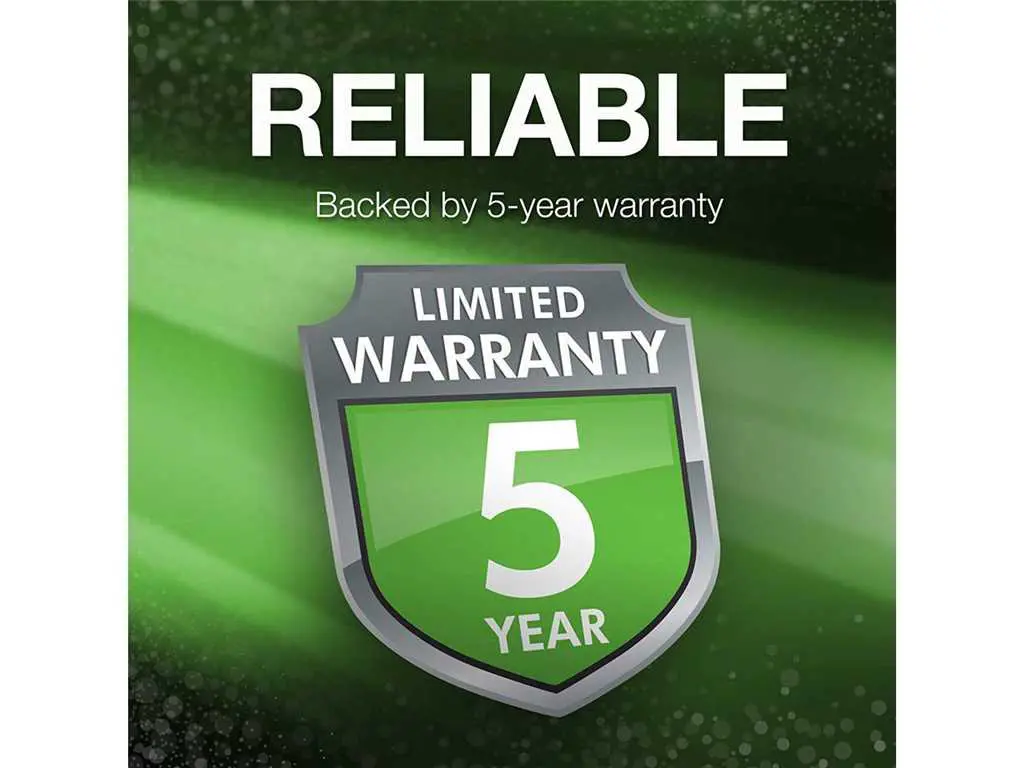 RELIABLE
Backed by 5-year warranty
LIMITED
WARRANTY
5
YEAR